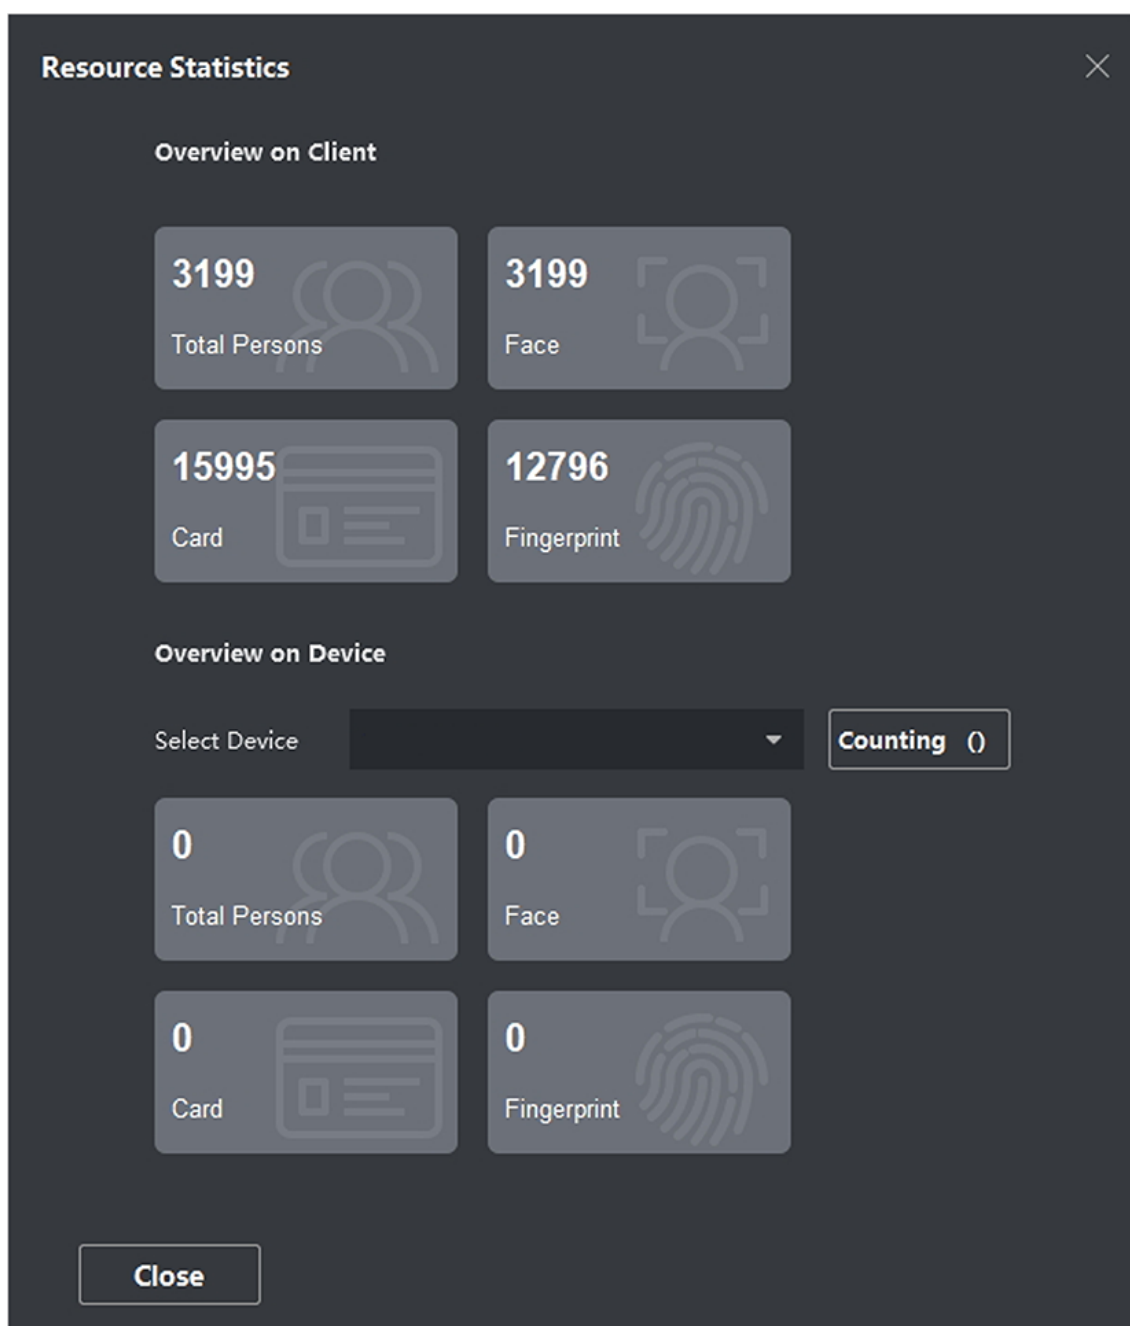 Resource Statistics
Overview on Client
3199
Total Persons
3199
Face
15995
Card
12796
Fingerprint
Overview on Device
Select Device
Counting ()
0
Total Persons
0
Face
0
Card
0
Fingerprint
Close